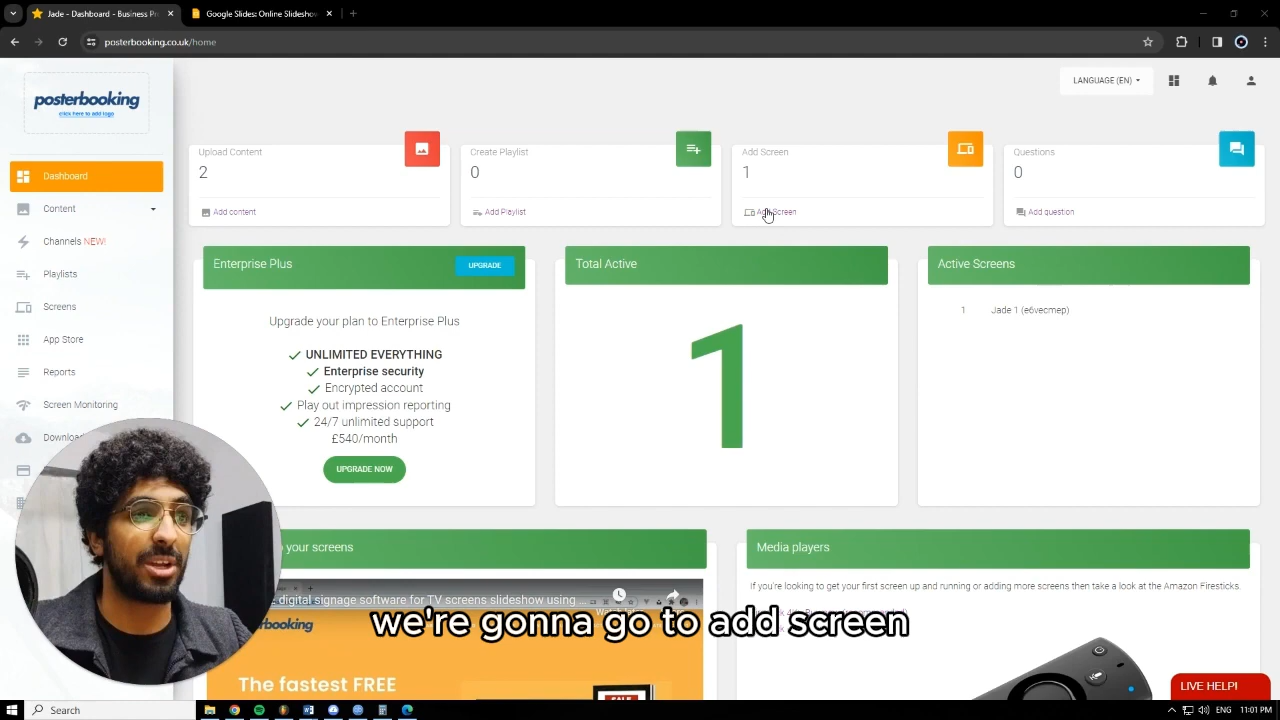 Jade - Dashboard - Business Pr
Google Slides: Online Slidesho
posterbooking.co.uk/home
posterbooking
click here to add logo
LANGUAGE (EN)
Upload Content
2
Add content
Create Playlist
0
Add Playlist
Add Screen
1
Add Screen
Questions
0
Add question
Dashboard
Content
Channels NEW!
Playlists
Screens
App Store
Reports
Screen Monitoring
Downloa
Enterprise Plus
UPGRADE
Upgrade your plan to Enterprise Plus
UNLIMITED EVERYTHING
Enterprise security
Encrypted account
Play out impression reporting
24/7 unlimited support
£540/month
UPGRADE NOW
Total Active
1
Active Screens
1 Jade 1 (e6vecmep)
your screens
digital signage software for TV screens slideshow using ...
booking
The fastest FREE
Media players
If you're looking to get your first screen up and running or adding more screens then take a look at the Amazon Firesticks.
we're gonna go to add screen
LIVE HELP!
Search
ENG 11:01 PM